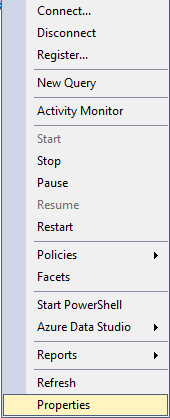 Connect...
Disconnect
Register...
New Query
Activity Monitor
Start
Stop
Pause
Resume
Restart
Policies
Facets
Start PowerShell
Azure Data Studio
Reports
Refresh
Properties